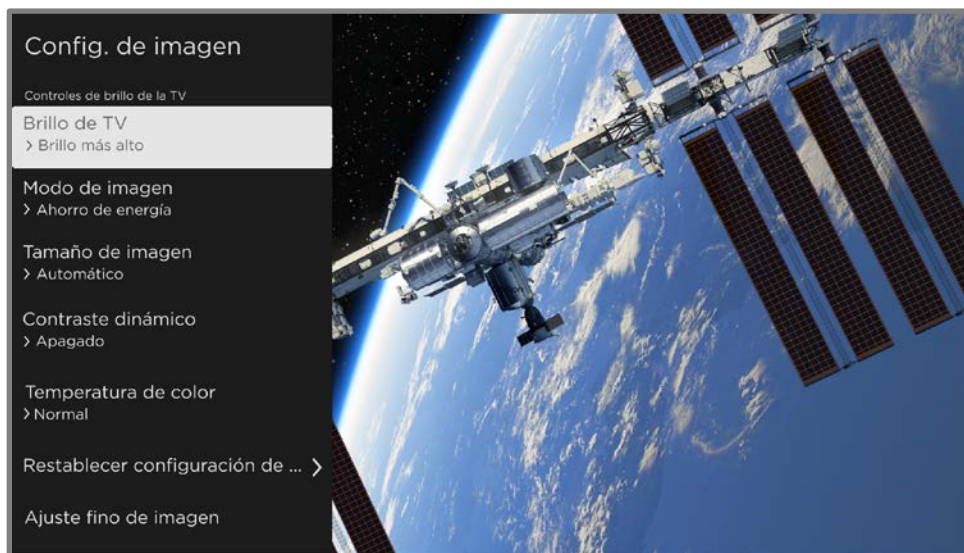 Config. de imagen
Controles de brillo de la TV
Brillo de TV
> Brillo más alto
Modo de imagen
> Ahorro de energía
Tamaño de imagen
> Automático
Contraste dinámico
> Apagado
Temperatura de color
> Normal
Restablecer configuración de ... >
Ajuste fino de imagen